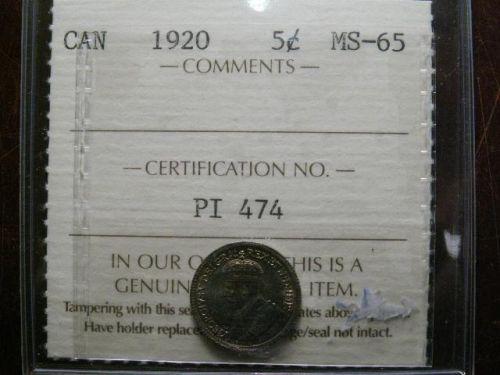 CAN 1920 5¢ MS-65
— COMMENTS —
— CERTIFICATION NO. —
PI 474
IN OUR THIS IS A
GENUIN ITEM.
Tampering with this se ates abo
Have holder replac ge/seal not intact.